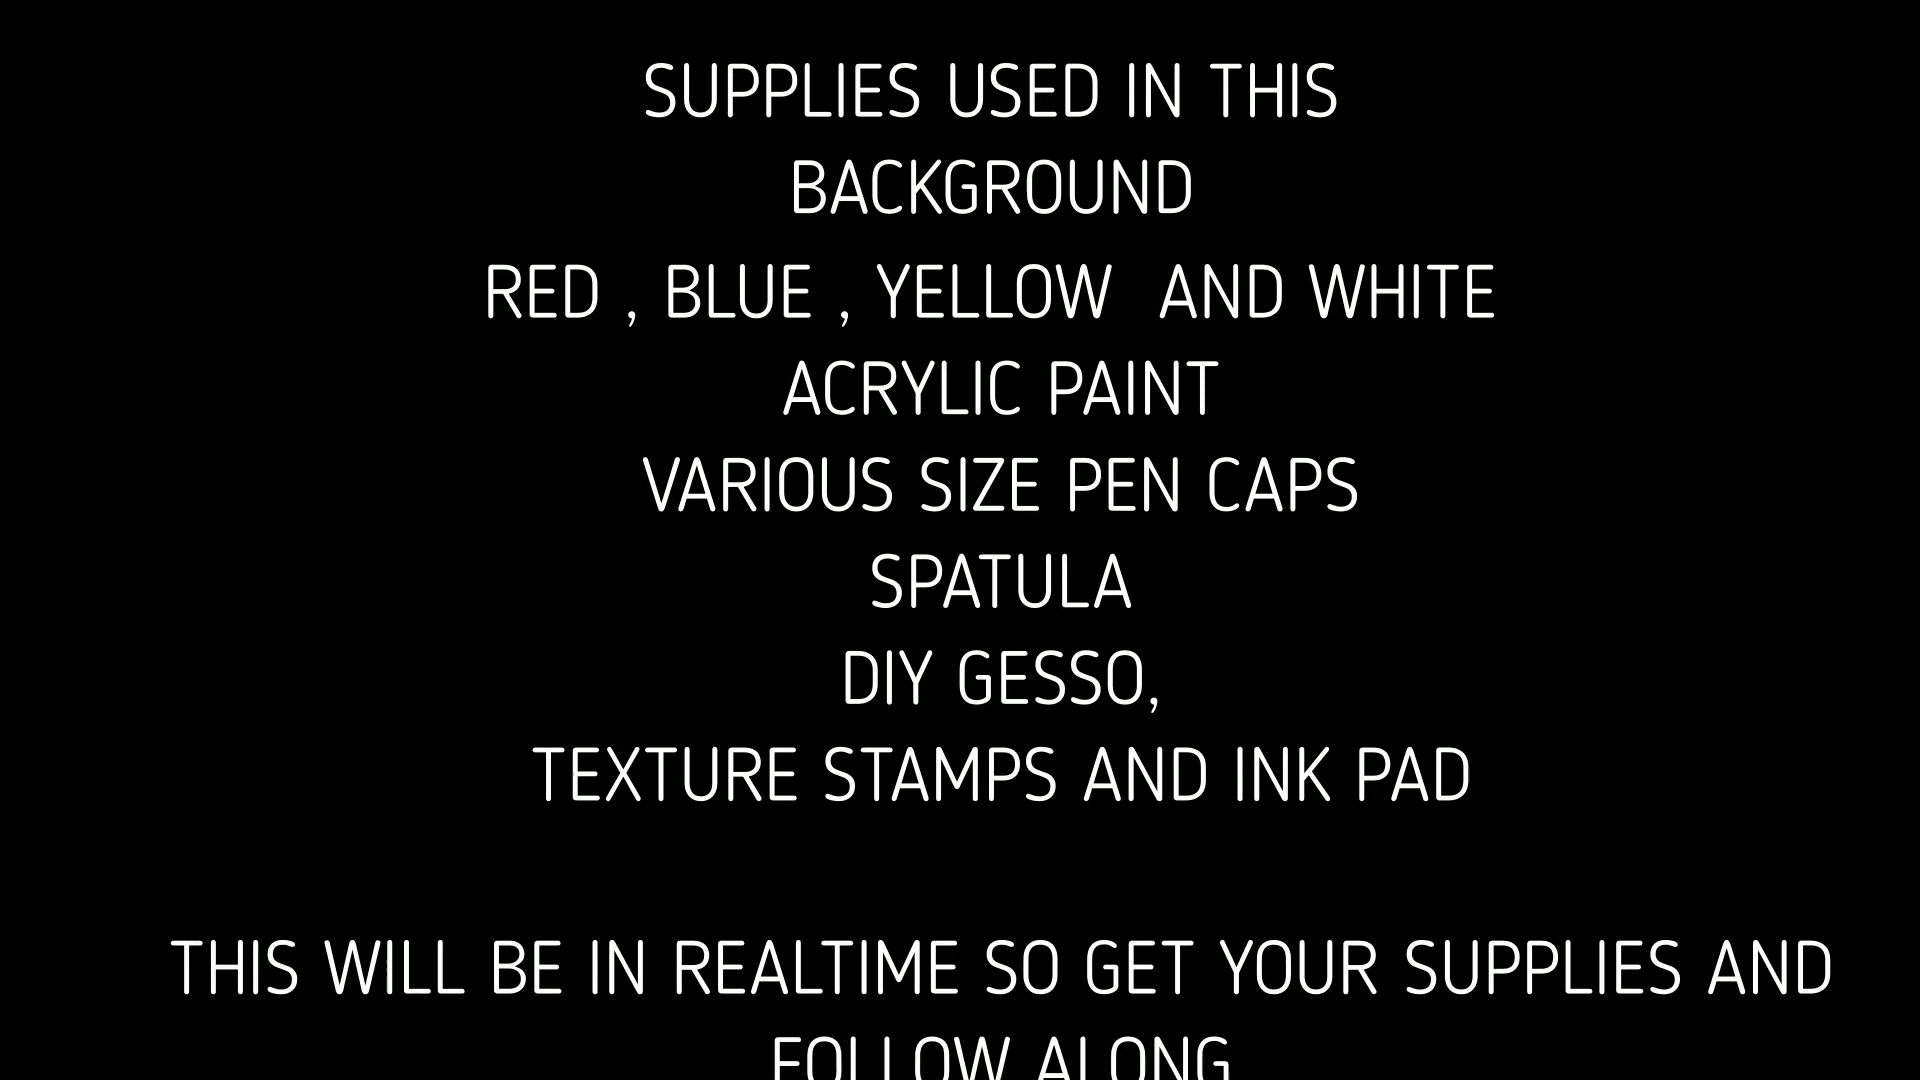 SUPPLIES USED IN THIS
BACKGROUND
RED , BLUE , YELLOW  AND WHITE
ACRYLIC PAINT
VARIOUS SIZE PEN CAPS
SPATULA
DIY GESSO,
TEXTURE STAMPS AND INK PAD
THIS WILL BE IN REALTIME SO GET YOUR SUPPLIES AND
FOLLOW ALONG